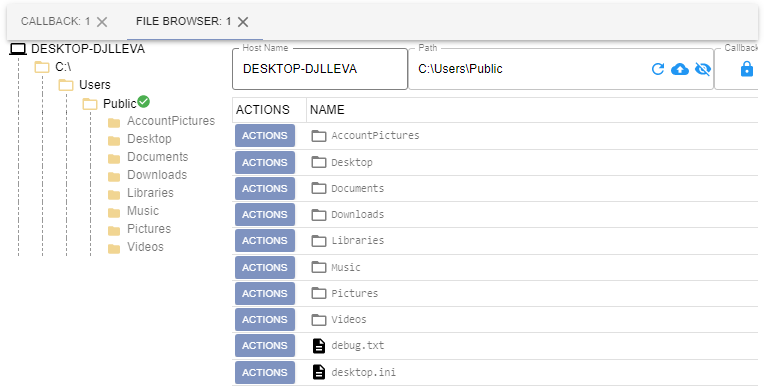 CALLBACK: 1
FILE BROWSER: 1
DESKTOP-DJLLEVA
C:\
Users
Public
AccountPictures
Desktop
Documents
Downloads
Libraries
Music
Pictures
Videos
Host Name
DESKTOP-DJLLEVA
Path
C:\Users\Public
Callback
ACTIONS NAME
ACTIONS AccountPictures
ACTIONS Desktop
ACTIONS Documents
ACTIONS Downloads
ACTIONS Libraries
ACTIONS Music
ACTIONS Pictures
ACTIONS Videos
ACTIONS debug.txt
ACTIONS desktop.ini